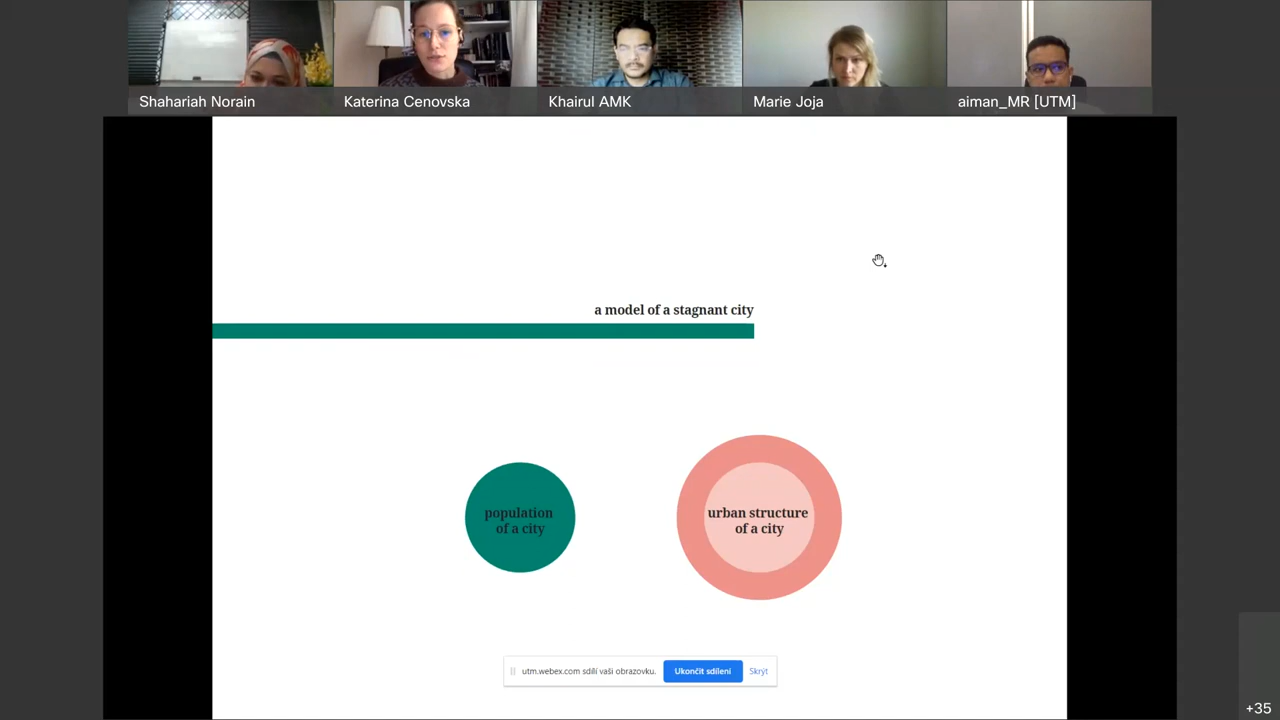 Shahariah Norain
Katerina Cenovska
Khairul AMK
Marie Joja
aiman_MR [UTM]
a model of a stagnant city
population
of a city
urban structure
of a city
utm.webex.com sdílí vaši obrazovku.
Ukončit sdílení
Skrýt
+35